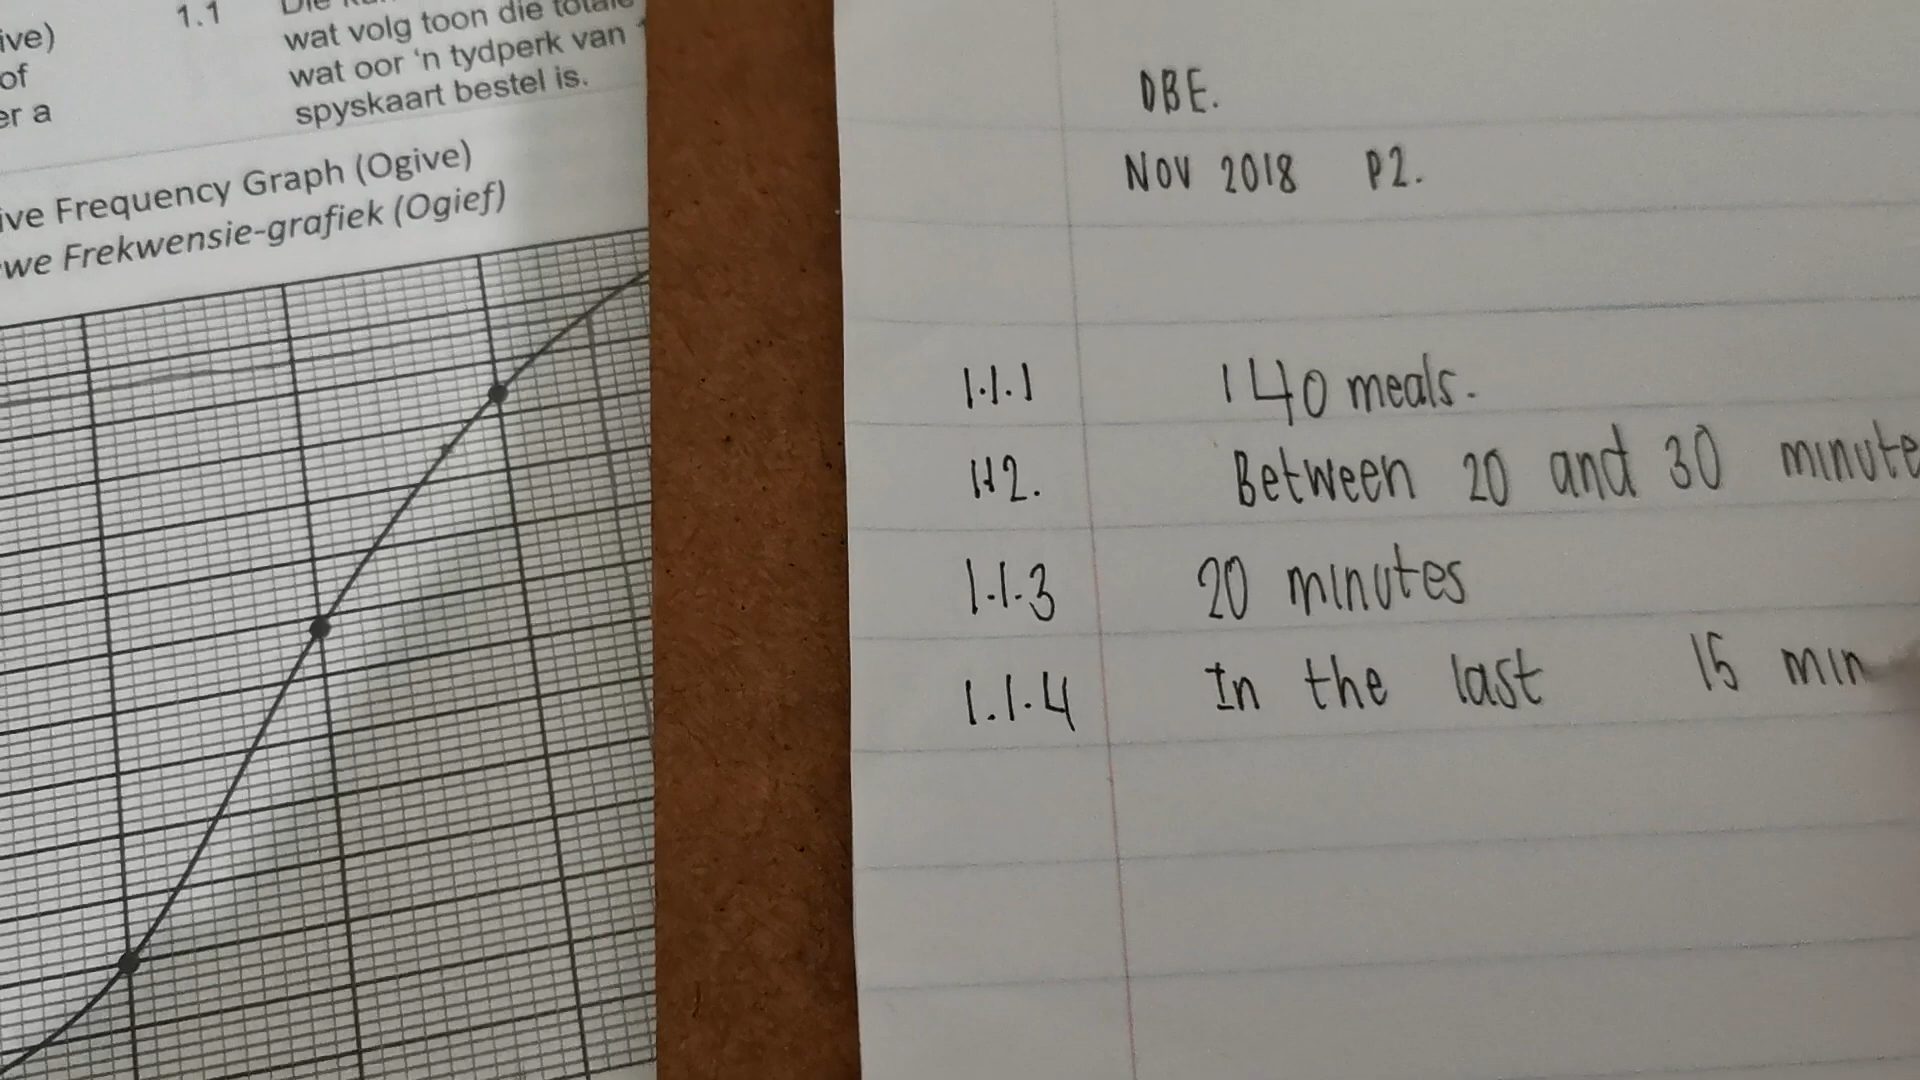 ive)
of
er a
1.1
wat volg toon die totale
wat oor 'n tydperk van
spyskaart bestel is.
ive Frequency Graph (Ogive)
we Frekwensie-grafiek (Ogief)
DBE.
NOV 2018 P2.
1.1.1 140 meals.
1.1 2. Between 20 and 30 minute
1.1.3 20 minutes
1.1.4 In the last 15 min